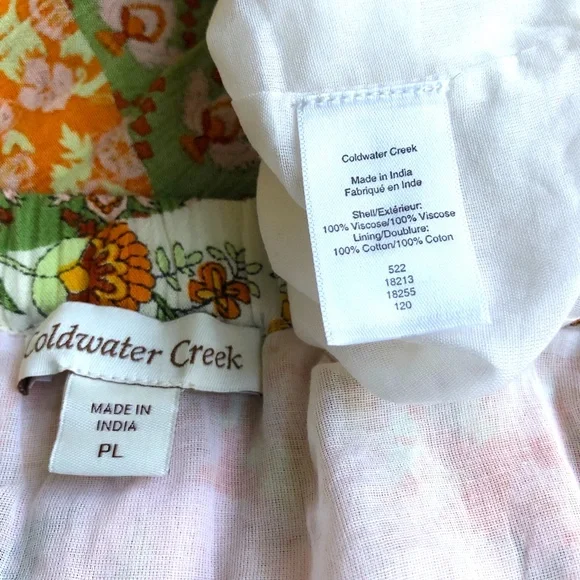 Coldwater Creek
MADE IN
INDIA
PL
Coldwater Creek
Made in India
Fabriqué en Inde
Shell/Extérieur:
100% Viscose/100% Viscose
Lining/Doublure:
100% Cotton/100% Coton
522
18213
18255
120